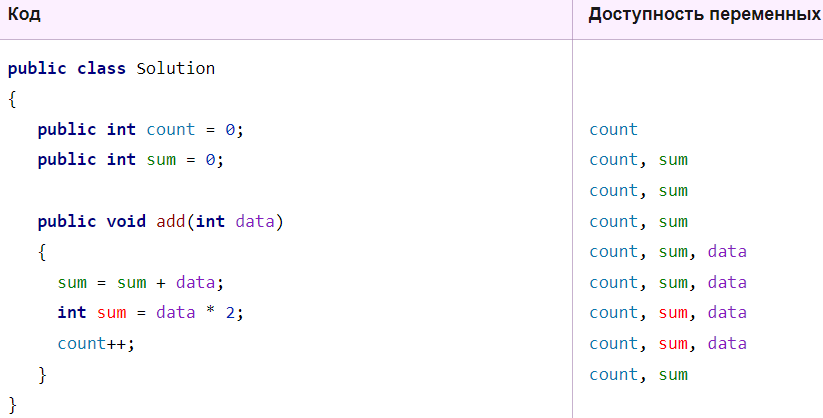 Код Доступность переменных
public class Solution
{
public int count = 0; count
public int sum = 0; count, sum
count, sum
public void add(int data) count, sum
{ count, sum, data
sum = sum + data; count, sum, data
int sum = data * 2; count, sum, data
count++; count, sum, data
} count, sum
}